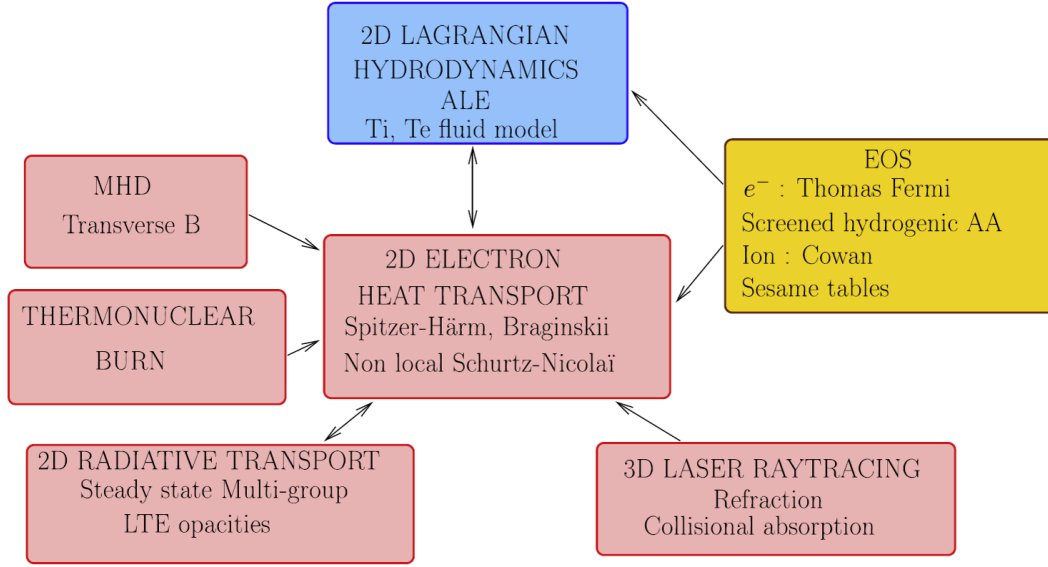 2D LAGRANGIAN
HYDRODYNAMICS
ALE
Ti, Te fluid model
MHD
Transverse B
EOS
e⁻ : Thomas Fermi
Screened hydrogenic AA
Ion : Cowan
Sesame tables
2D ELECTRON
HEAT TRANSPORT
Spitzer-Härm, Braginskii
Non local Schurtz-Nicolaï
THERMONUCLEAR
BURN
2D RADIATIVE TRANSPORT
Steady state Multi-group
LTE opacities
3D LASER RAYTRACING
Refraction
Collisional absorption